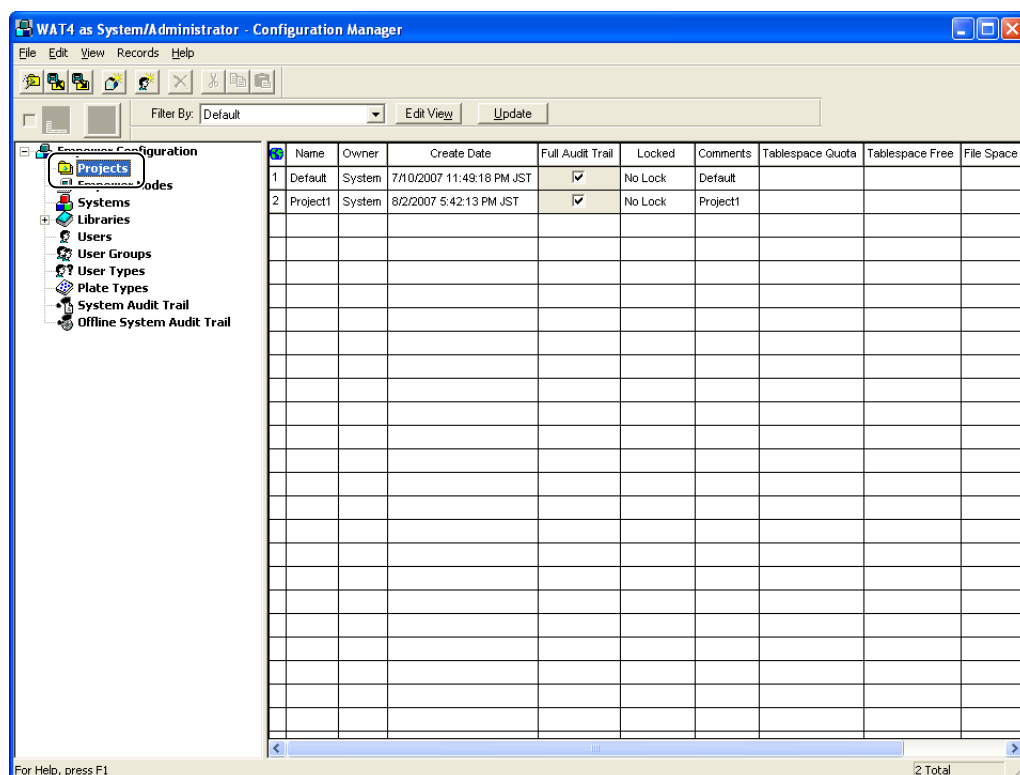 WAT4 as System/Administrator - Configuration Manager
File Edit View Records Help
Filter By: Default Edit View Update
Empower Configuration
Projects
Empower Nodes
Systems
Libraries
Users
User Groups
User Types
Plate Types
System Audit Trail
Offline System Audit Trail
Name Owner Create Date Full Audit Trail Locked Comments Tablespace Quota Tablespace Free File Space
1 Default System 7/10/2007 11:49:18 PM JST No Lock Default
2 Project1 System 8/2/2007 5:42:13 PM JST No Lock Project1
For Help, press F1
2 Total